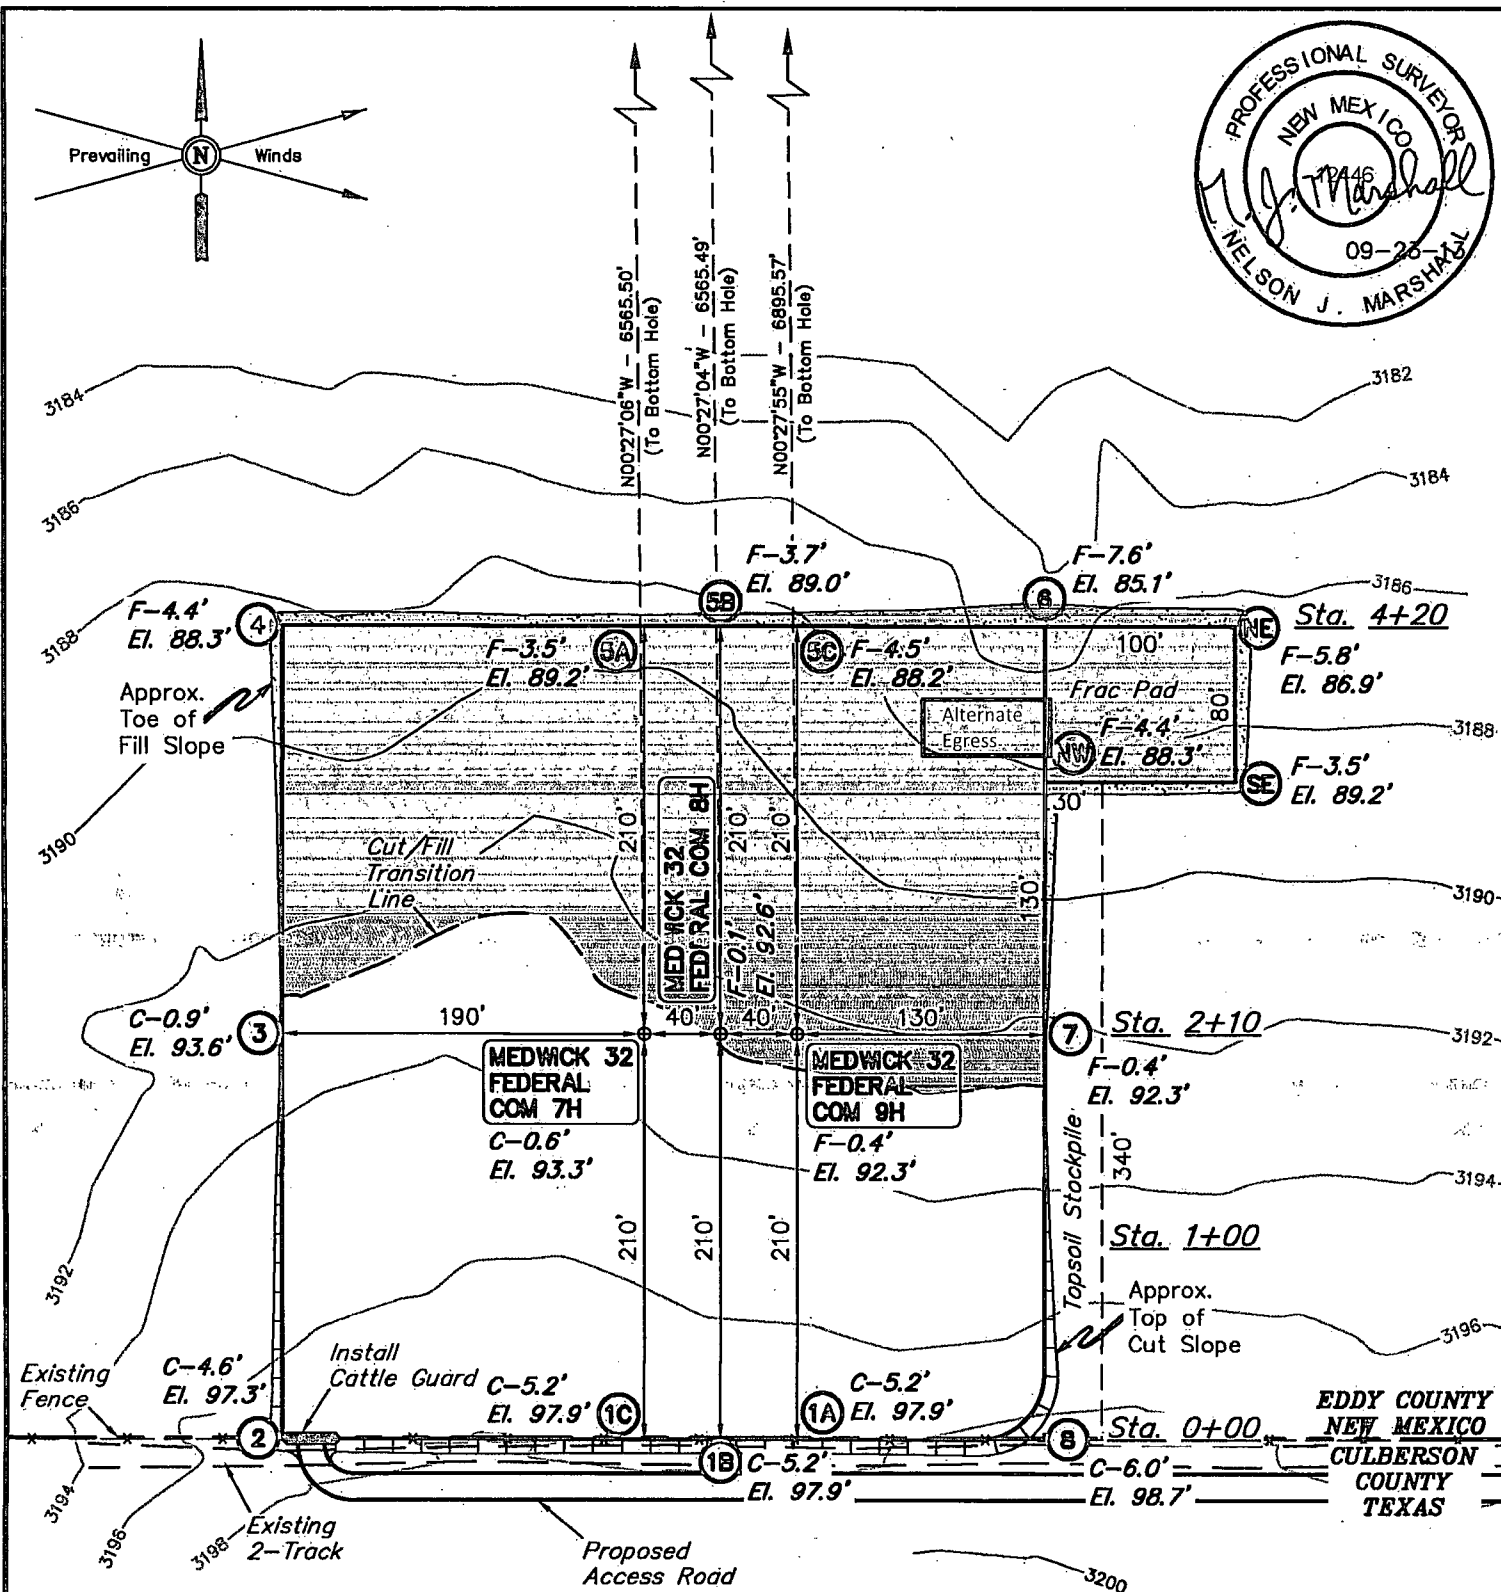 PROFESSIONAL SURVEYOR
NEW MEXICO
12446
N. J. Marshall
09-23-13
NELSON J. MARSHALL
Prevailing N Winds
N00°27'06"W - 6565.50'
(To Bottom Hole)
N00°27'04"W - 6565.49'
(To Bottom Hole)
N00°27'55"W - 6895.57'
(To Bottom Hole)
3184
3182
3186
3184
3188
3186
F-3.7'
El. 89.0'
F-7.6'
El. 85.1'
F-4.4'
El. 88.3'
4
5B
6
NE
Sta. 4+20
F-5.8'
El. 86.9'
F-3.5'
El. 89.2'
5A
5C
F-4.5'
El. 88.2'
100'
Frac Pad
80'
Approx.
Toe of
Fill Slope
Alternate
Egress
NW
F-4.4'
El. 88.3'
3188
SE
F-3.5'
El. 89.2'
30'
3190
Cut/Fill
Transition
Line
210'
MEDWICK 32
FEDERAL COM 8H
210'
F-0.1'
El. 92.6'
210'
130'
3190
C-0.9'
El. 93.6'
3
190'
40'
40'
130'
7
Sta. 2+10
3192
F-0.4'
El. 92.3'
MEDWICK 32
FEDERAL
COM 7H
C-0.6'
El. 93.3'
MEDWICK 32
FEDERAL
COM 9H
F-0.4'
El. 92.3'
Topsoil Stockpile
340'
3194
210'
210'
210'
Sta. 1+00
3192
Approx.
Top of
Cut Slope
3196
Existing
Fence
C-4.6'
El. 97.3'
Install
Cattle Guard
C-5.2'
El. 97.9'
1C
1A
C-5.2'
El. 97.9'
2
1B
C-5.2'
El. 97.9'
8
Sta. 0+00
C-6.0'
El. 98.7'
EDDY COUNTY
NEW MEXICO
CULBERSON
COUNTY
TEXAS
3194
3196
3198
Existing
2-Track
Proposed
Access Road
3200